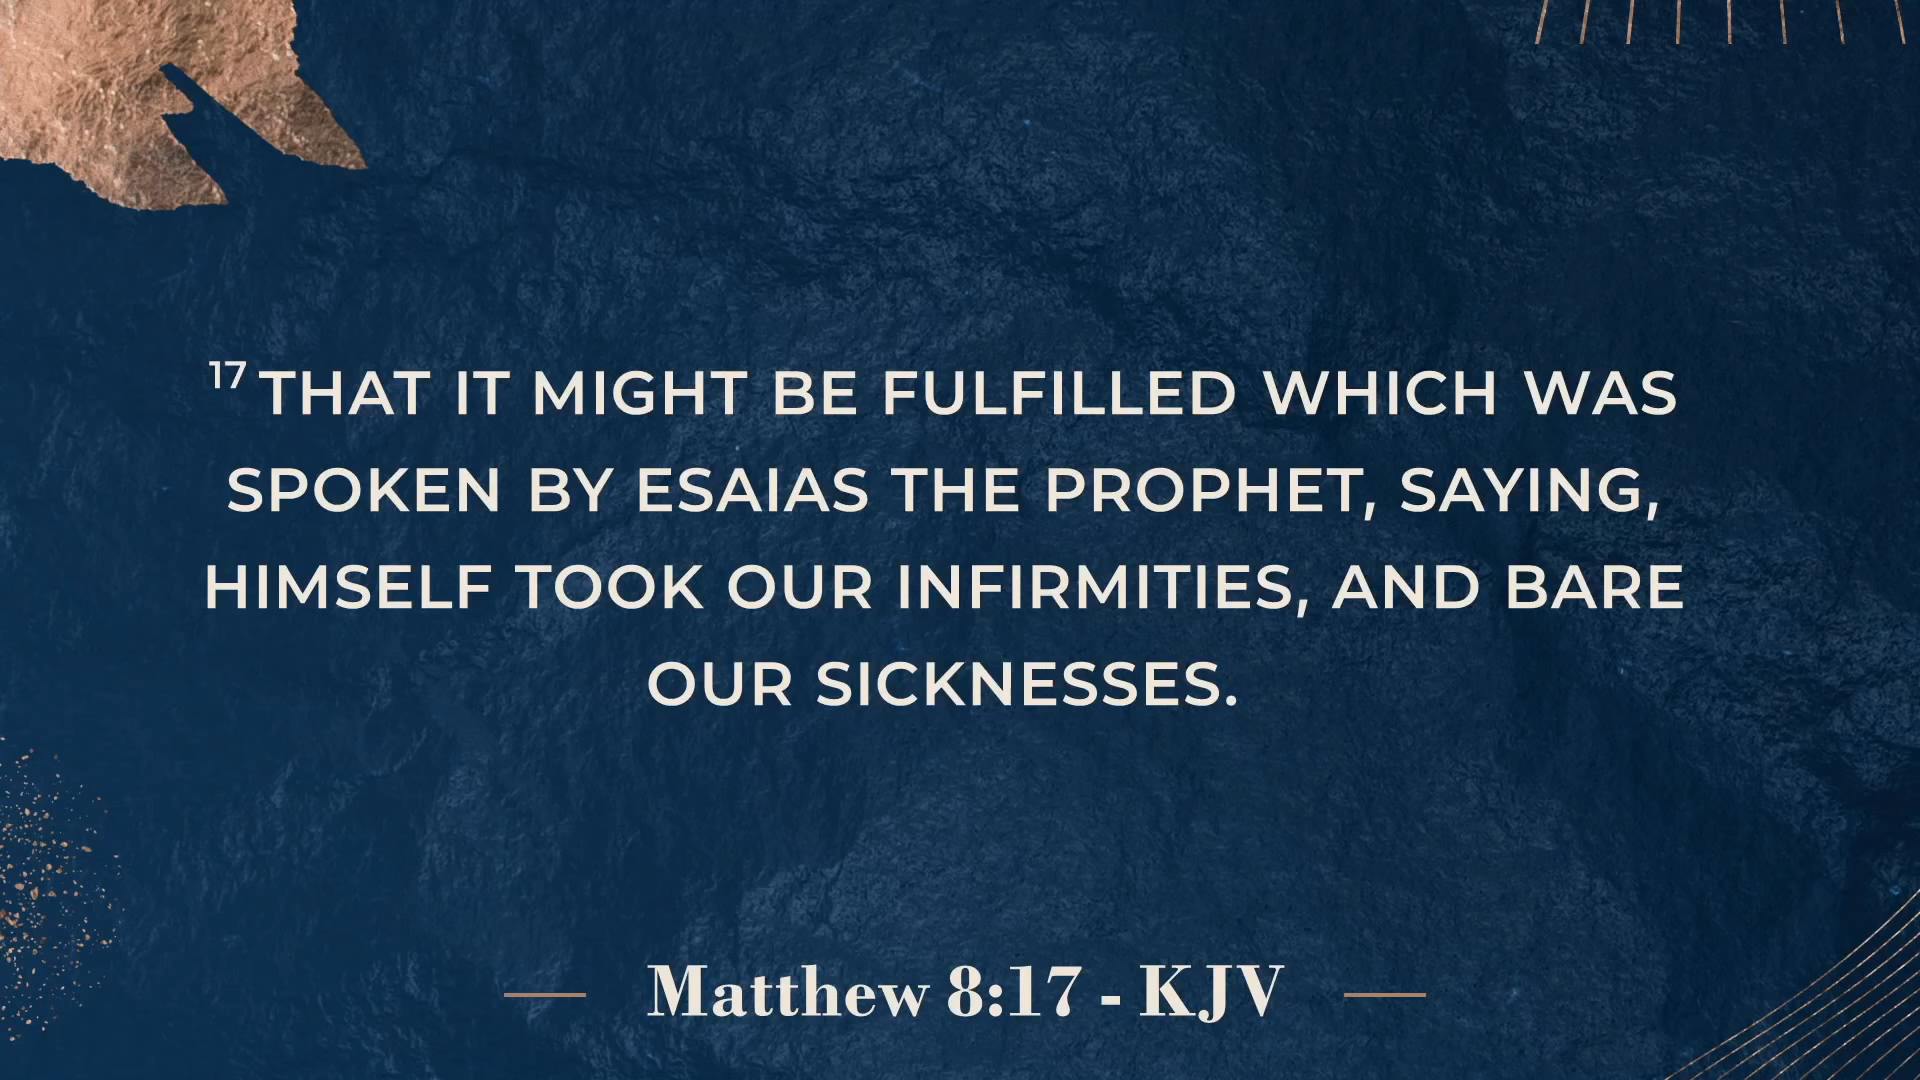 17 THAT IT MIGHT BE FULFILLED WHICH WAS
SPOKEN BY ESAIAS THE PROPHET, SAYING,
HIMSELF TOOK OUR INFIRMITIES, AND BARE
OUR SICKNESSES.
Matthew 8:17 - KJV